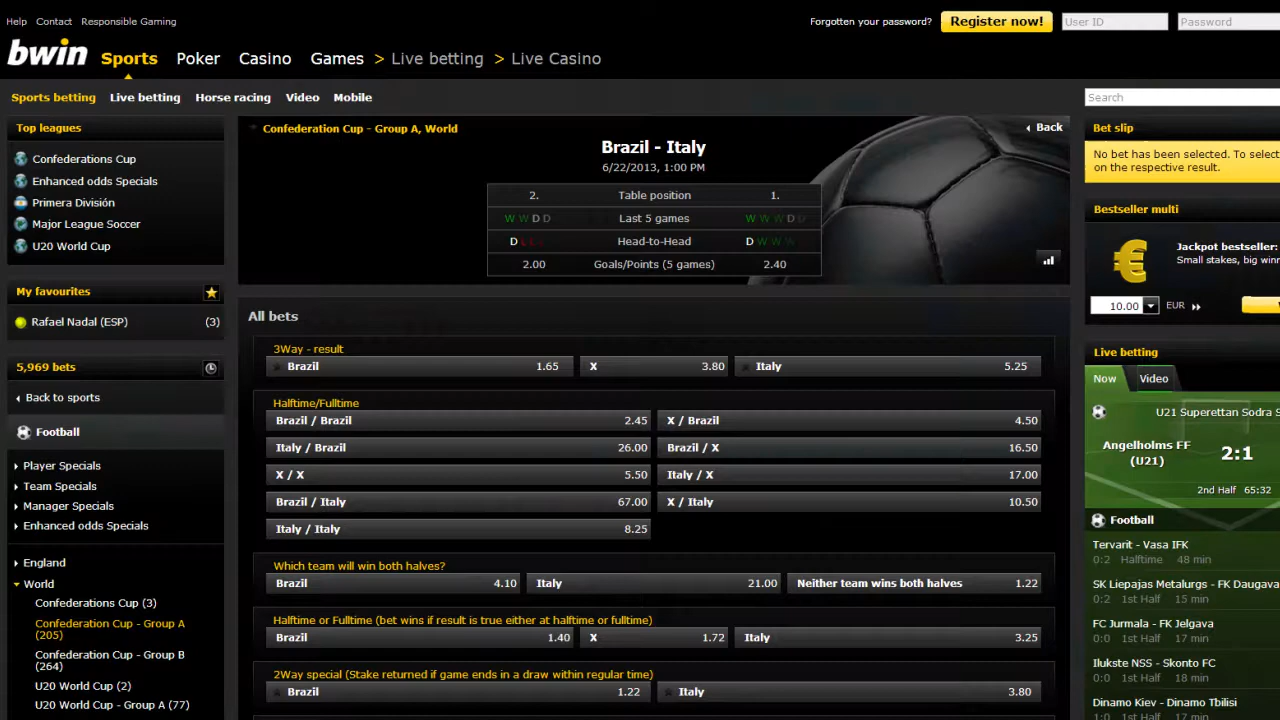 Help Contact Responsible Gaming
Forgotten your password? Register now! User ID Password
bwin Sports Poker Casino Games > Live betting > Live Casino
Sports betting Live betting Horse racing Video Mobile
Search
Top leagues
Confederations Cup
Enhanced odds Specials
Primera División
Major League Soccer
U20 World Cup
My favourites
Rafael Nadal (ESP) (3)
5,969 bets
Back to sports
Football
Player Specials
Team Specials
Manager Specials
Enhanced odds Specials
England
World
Confederations Cup (3)
Confederation Cup - Group A
(205)
Confederation Cup - Group B
(264)
U20 World Cup (2)
U20 World Cup - Group A (77)
Confederation Cup - Group A, World
Back
Brazil - Italy
6/22/2013, 1:00 PM
2. Table position 1.
W W D D Last 5 games W W W D D
D L L L Head-to-Head D W W W
2.00 Goals/Points (5 games) 2.40
All bets
3Way - result
Brazil 1.65 X 3.80 Italy 5.25
Halftime/Fulltime
Brazil / Brazil 2.45 X / Brazil 4.50
Italy / Brazil 26.00 Brazil / X 16.50
X / X 5.50 Italy / X 17.00
Brazil / Italy 67.00 X / Italy 10.50
Italy / Italy 8.25
Which team will win both halves?
Brazil 4.10 Italy 21.00 Neither team wins both halves 1.22
Halftime or Fulltime (bet wins if result is true either at halftime or fulltime)
Brazil 1.40 X 1.72 Italy 3.25
2Way special (Stake returned if game ends in a draw within regular time)
Brazil 1.22 Italy 3.80
Bet slip
No bet has been selected. To select
on the respective result.
Bestseller multi
Jackpot bestseller:
Small stakes, big winn
10.00 EUR
Live betting
Now Video
U21 Superettan Sodra S
Angelholms FF
(U21)
2:1
2nd Half 65:32
Football
Tervarit - Vasa IFK
0:2 Halftime 48 min
SK Liepajas Metalurgs - FK Daugava
0:2 1st Half 15 min
FC Jurmala - FK Jelgava
0:0 1st Half 17 min
Ilukste NSS - Skonto FC
0:0 1st Half 18 min
Dinamo Kiev - Dinamo Tbilisi
1:0 1st Half 17 min